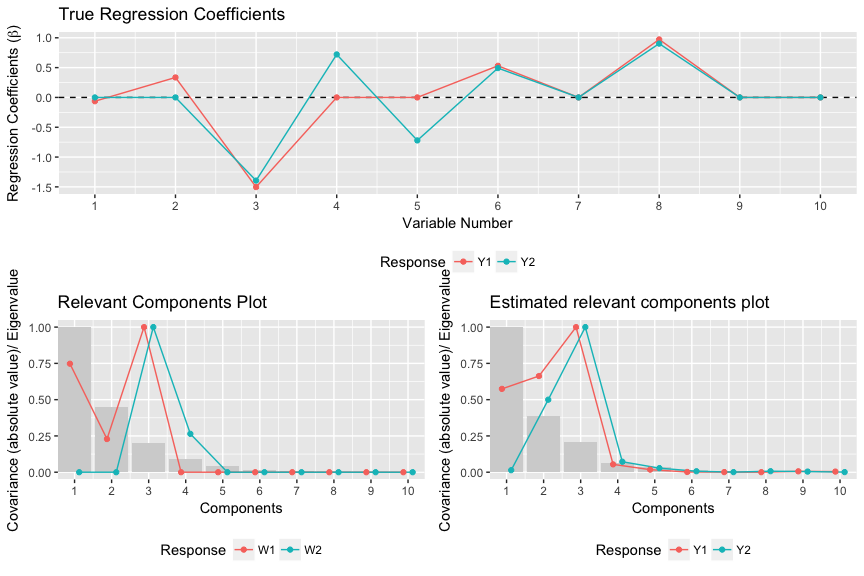 True Regression Coefficients
Regression Coefficients (β)
1.0
0.5
0.0
-0.5
-1.0
-1.5
1 2 3 4 5 6 7 8 9 10
Variable Number
Response Y1 Y2
Relevant Components Plot
Covariance (absolute value)/ Eigenvalue
1.00
0.75
0.50
0.25
0.00
1 2 3 4 5 6 7 8 9 10
Components
Response W1 W2
Estimated relevant components plot
Covariance (absolute value)/ Eigenvalue
1.00
0.75
0.50
0.25
0.00
1 2 3 4 5 6 7 8 9 10
Components
Response Y1 Y2